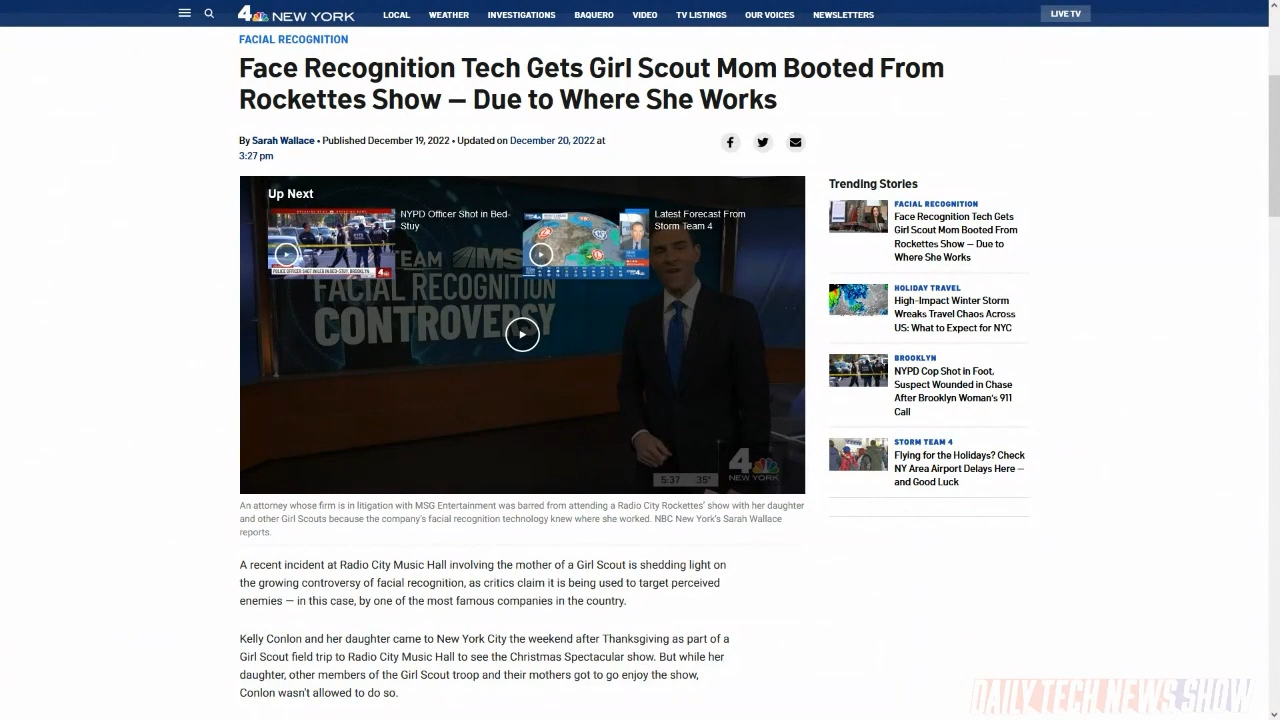 4 NEW YORK
LOCAL WEATHER INVESTIGATIONS BAQUERO VIDEO TV LISTINGS OUR VOICES NEWSLETTERS
LIVE TV
FACIAL RECOGNITION
Face Recognition Tech Gets Girl Scout Mom Booted From
Rockettes Show – Due to Where She Works
By Sarah Wallace • Published December 19, 2022 • Updated on December 20, 2022 at
3:27 pm
Up Next
NYPD Officer Shot in Bed-
Stuy
Latest Forecast From
Storm Team 4
POLICE OFFICER SHOT IN LEG IN BED-STUY, BROOKLYN
TEAM MS
FACIAL RECOGNITION
CONTROVERSY
5:37 35°
4
NEW YORK
An attorney whose firm is in litigation with MSG Entertainment was barred from attending a Radio City Rockettes' show with her daughter
and other Girl Scouts because the company's facial recognition technology knew where she worked. NBC New York's Sarah Wallace
reports.
A recent incident at Radio City Music Hall involving the mother of a Girl Scout is shedding light on
the growing controversy of facial recognition, as critics claim it is being used to target perceived
enemies — in this case, by one of the most famous companies in the country.
Kelly Conlon and her daughter came to New York City the weekend after Thanksgiving as part of a
Girl Scout field trip to Radio City Music Hall to see the Christmas Spectacular show. But while her
daughter, other members of the Girl Scout troop and their mothers got to go enjoy the show,
Conlon wasn't allowed to do so.
Trending Stories
FACIAL RECOGNITION
Face Recognition Tech Gets
Girl Scout Mom Booted From
Rockettes Show – Due to
Where She Works
HOLIDAY TRAVEL
High-Impact Winter Storm
Wreaks Travel Chaos Across
US: What to Expect for NYC
BROOKLYN
NYPD Cop Shot in Foot,
Suspect Wounded in Chase
After Brooklyn Woman's 911
Call
STORM TEAM 4
Flying for the Holidays? Check
NY Area Airport Delays Here –
and Good Luck
DAILY TECH NEWS SHOW